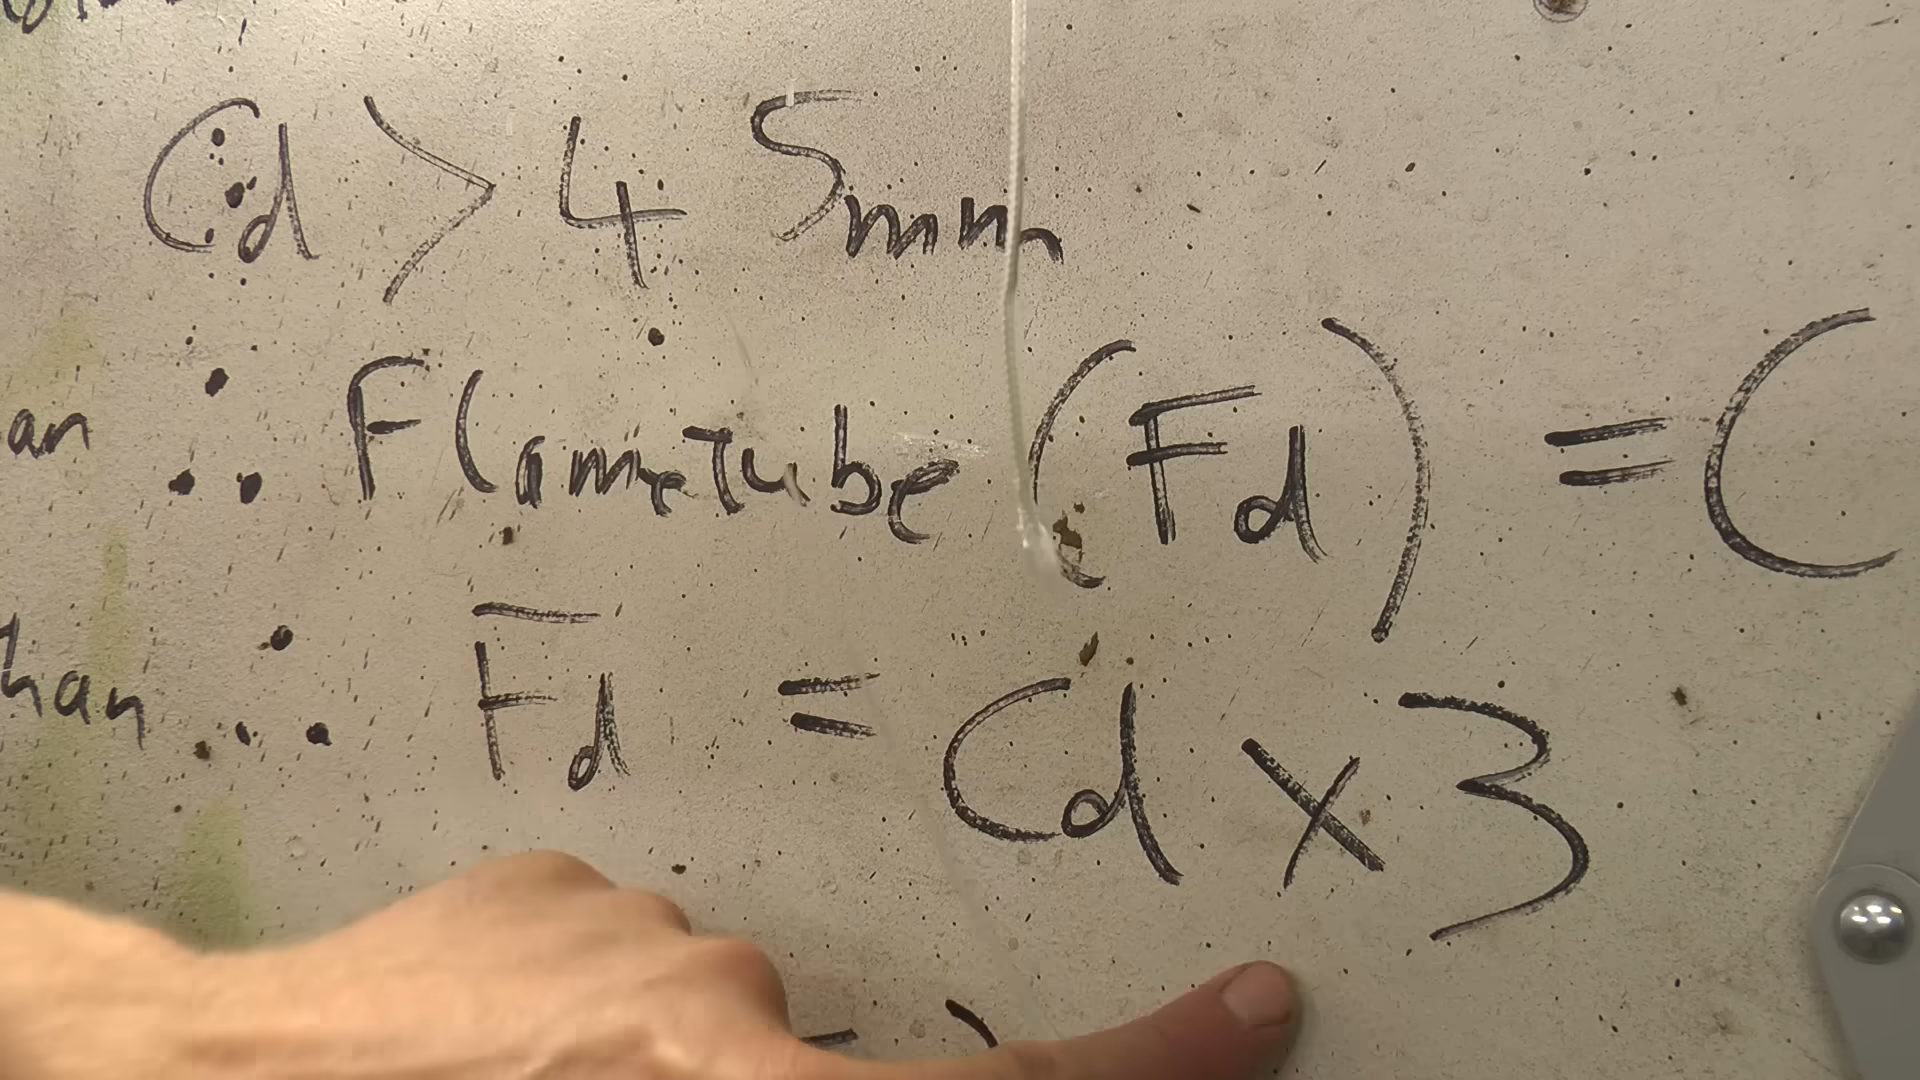 Cd > 45mm
an ∴ Flametube (Fd) = C
han ∴ Fd = Cd x 3